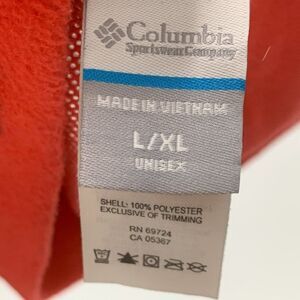 Columbia
Sportswear Company
MADE IN VIETNAM
L/XL
UNISEX
SHELL: 100% POLYESTER
EXCLUSIVE OF TRIMMING
RN 69724
CA 05367